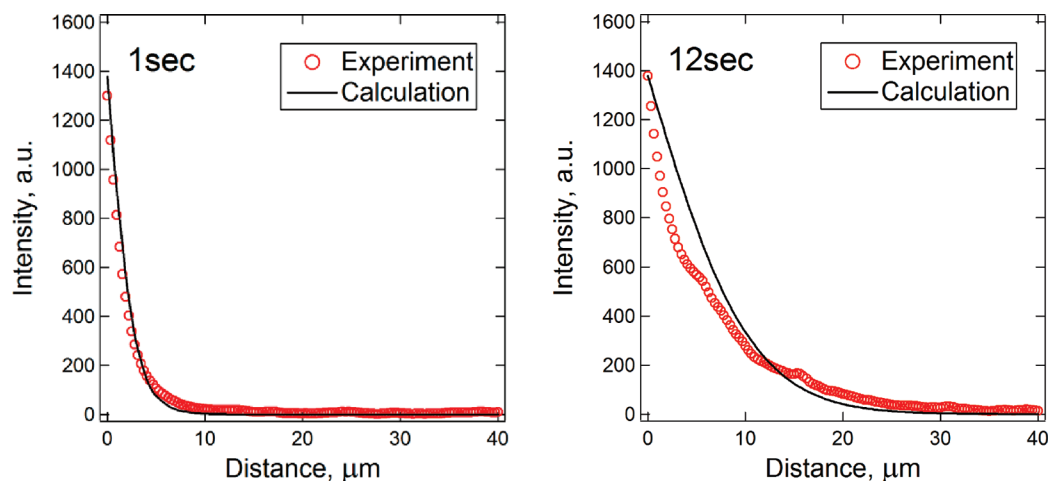 1sec
Experiment
Calculation
Intensity, a.u.
1600
1400
1200
1000
800
600
400
200
0
0
10
20
30
40
Distance, μm
12sec
Experiment
Calculation
Intensity, a.u.
1600
1400
1200
1000
800
600
400
200
0
0
10
20
30
40
Distance, μm